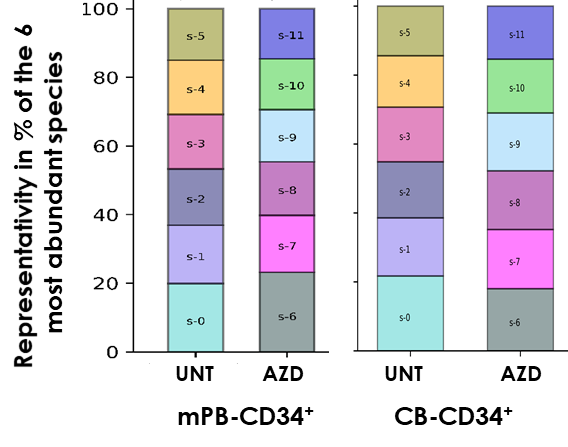 Representativity in % of the 6
most abundant species
100
80
60
40
20
0
s-5
s-4
s-3
s-2
s-1
s-0
s-11
s-10
s-9
s-8
s-7
s-6
s-5
s-4
s-3
s-2
s-1
s-0
s-11
s-10
s-9
s-8
s-7
s-6
UNT AZD UNT AZD
mPB-CD34⁺ CB-CD34⁺